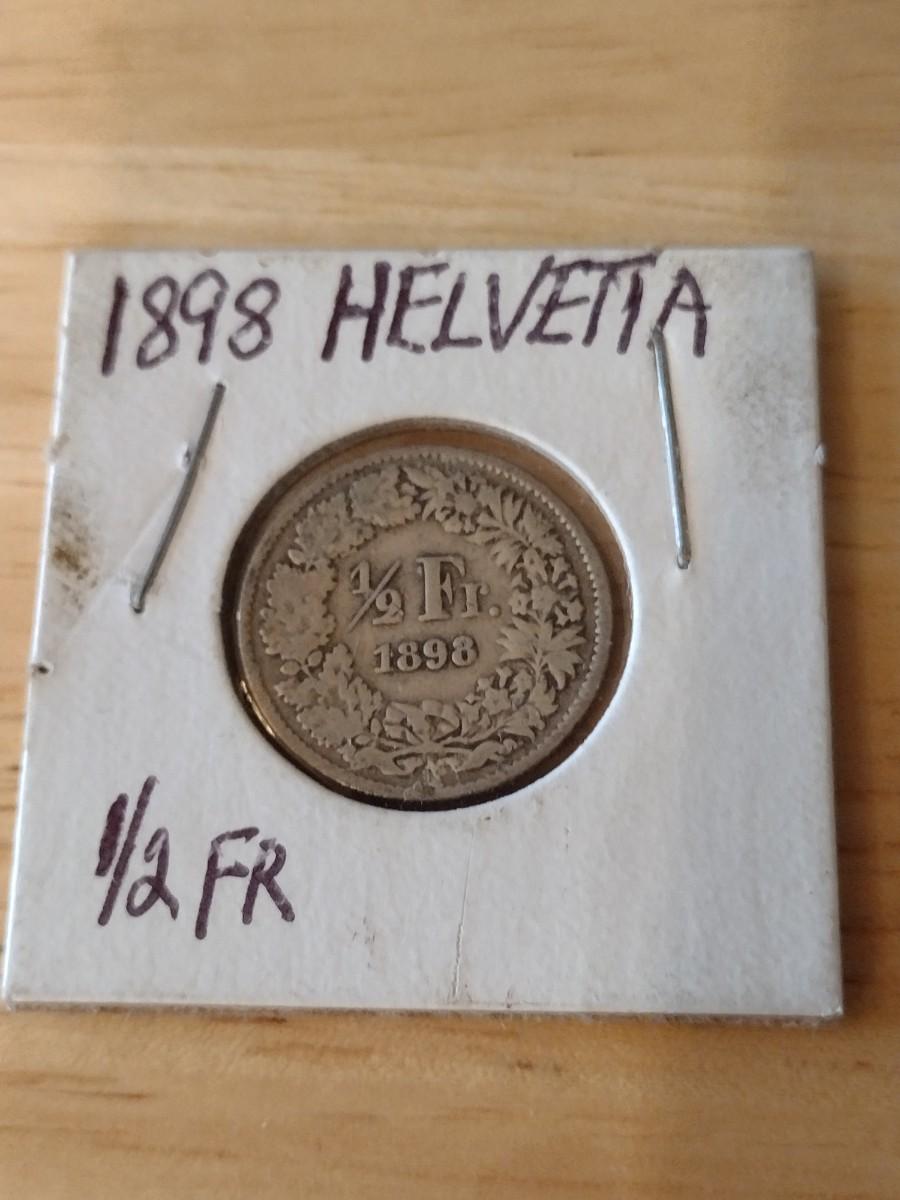 1898 HELVETIA
½ Fr.
1898
1/2 FR